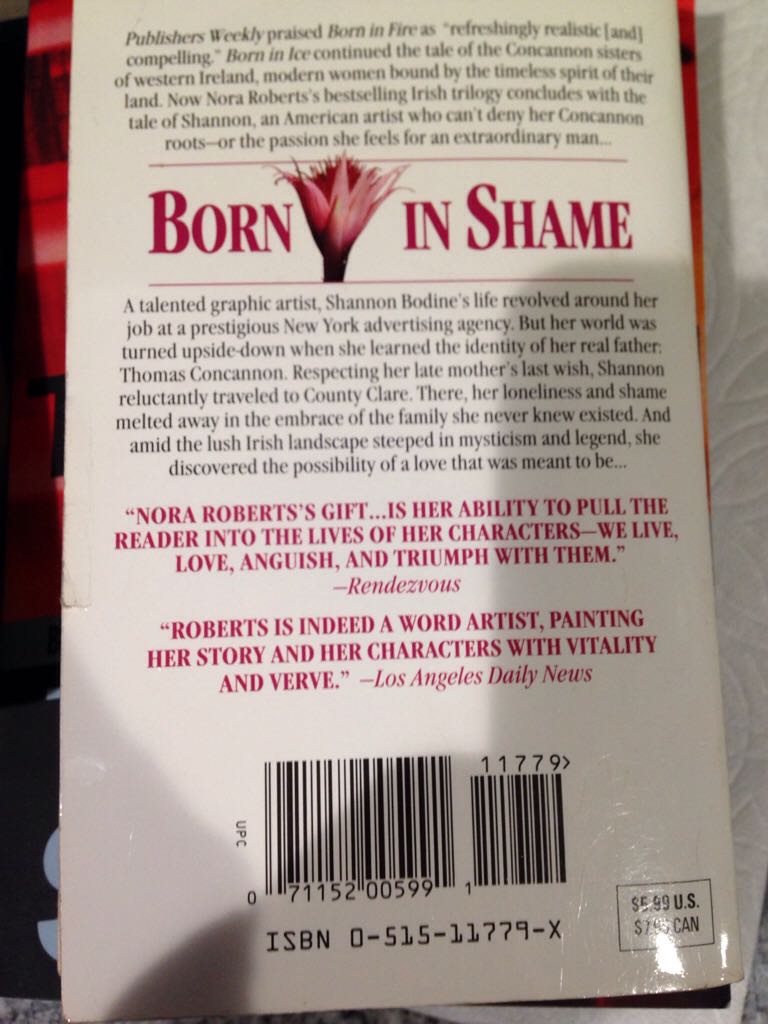 Publishers Weekly praised Born in Fire as "refreshingly realistic [and]
compelling." Born in Ice continued the tale of the Concannon sisters
of western Ireland, modern women bound by the timeless spirit of their
land. Now Nora Roberts's bestselling Irish trilogy concludes with the
tale of Shannon, an American artist who can't deny her Concannon
roots—or the passion she feels for an extraordinary man...
BORN IN SHAME
A talented graphic artist, Shannon Bodine's life revolved around her
job at a prestigious New York advertising agency. But her world was
turned upside-down when she learned the identity of her real father:
Thomas Concannon. Respecting her late mother's last wish, Shannon
reluctantly traveled to County Clare. There, her loneliness and shame
melted away in the embrace of the family she never knew existed. And
amid the lush Irish landscape steeped in mysticism and legend, she
discovered the possibility of a love that was meant to be...
"NORA ROBERTS'S GIFT...IS HER ABILITY TO PULL THE
READER INTO THE LIVES OF HER CHARACTERS—WE LIVE,
LOVE, ANGUISH, AND TRIUMPH WITH THEM."
—Rendezvous
"ROBERTS IS INDEED A WORD ARTIST, PAINTING
HER STORY AND HER CHARACTERS WITH VITALITY
AND VERVE." —Los Angeles Daily News
11779>
UPC
0 71152 00599 1
ISBN 0-515-11779-X
$5.99 U.S.
CAN